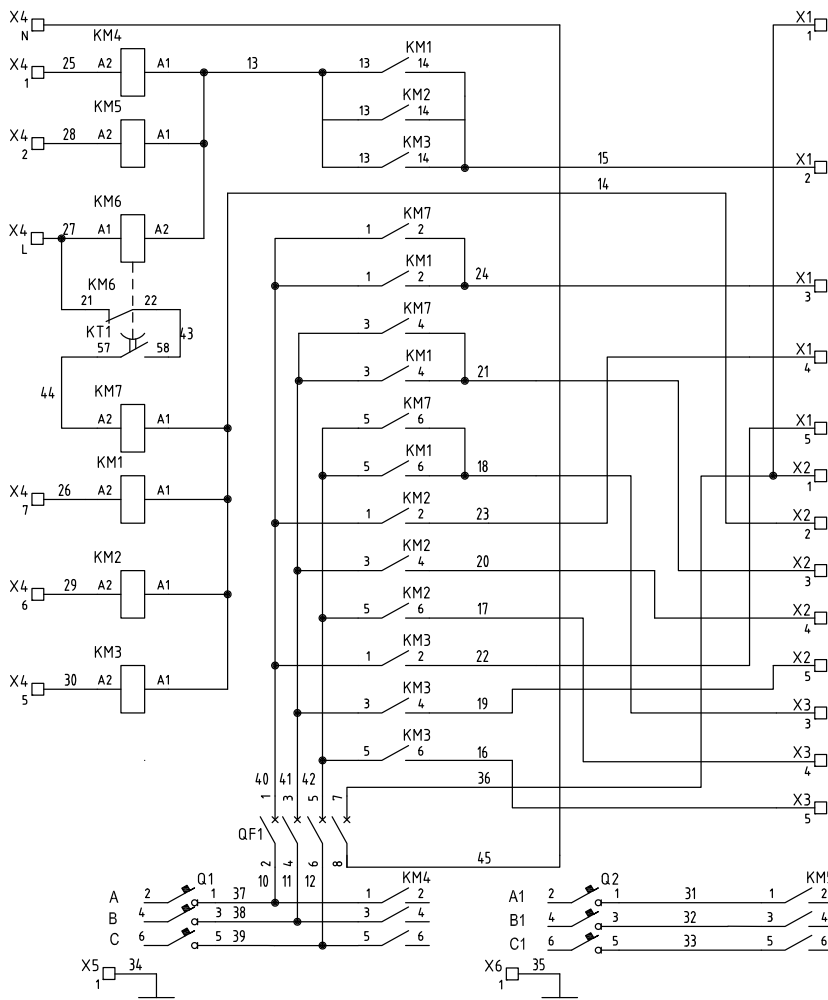 X4 N X1 1
KM4 KM1
X4 1 25 A2 A1 13 13 14
KM5 KM2
13 14
X4 2 28 A2 A1 KM3
13 14 15 X1 2
14
KM6 KM7
X4 L 27 A1 A2 1 2
KM6 KM1
1 2 24 X1 3
21 22 KM7
KT1 43 3 4
57 58 KM1 X1 4
44 3 4 21
KM7 KM7
A2 A1 5 6 X1 5
KM1 KM1
5 6 18 X2 1
X4 7 26 A2 A1 KM2
1 2 23 X2 2
KM2 KM2
3 4 20 X2 3
X4 6 29 A2 A1 KM2
5 6 17 X2 4
KM3 KM3
1 2 22 X2 5
X4 5 30 A2 A1 KM3
3 4 19 X3 3
KM3
5 6 16 X3 4
40 41 42 36
1 3 5 7 X3 5
QF1
2 4 6 8 45
10 11 12
Q1 KM4 Q2 KM5
A 2 1 37 1 2 A1 2 1 31 1 2
B 4 3 38 3 4 B1 4 3 32 3 4
C 6 5 39 5 6 C1 6 5 33 5 6
X5 1 34 X6 1 35